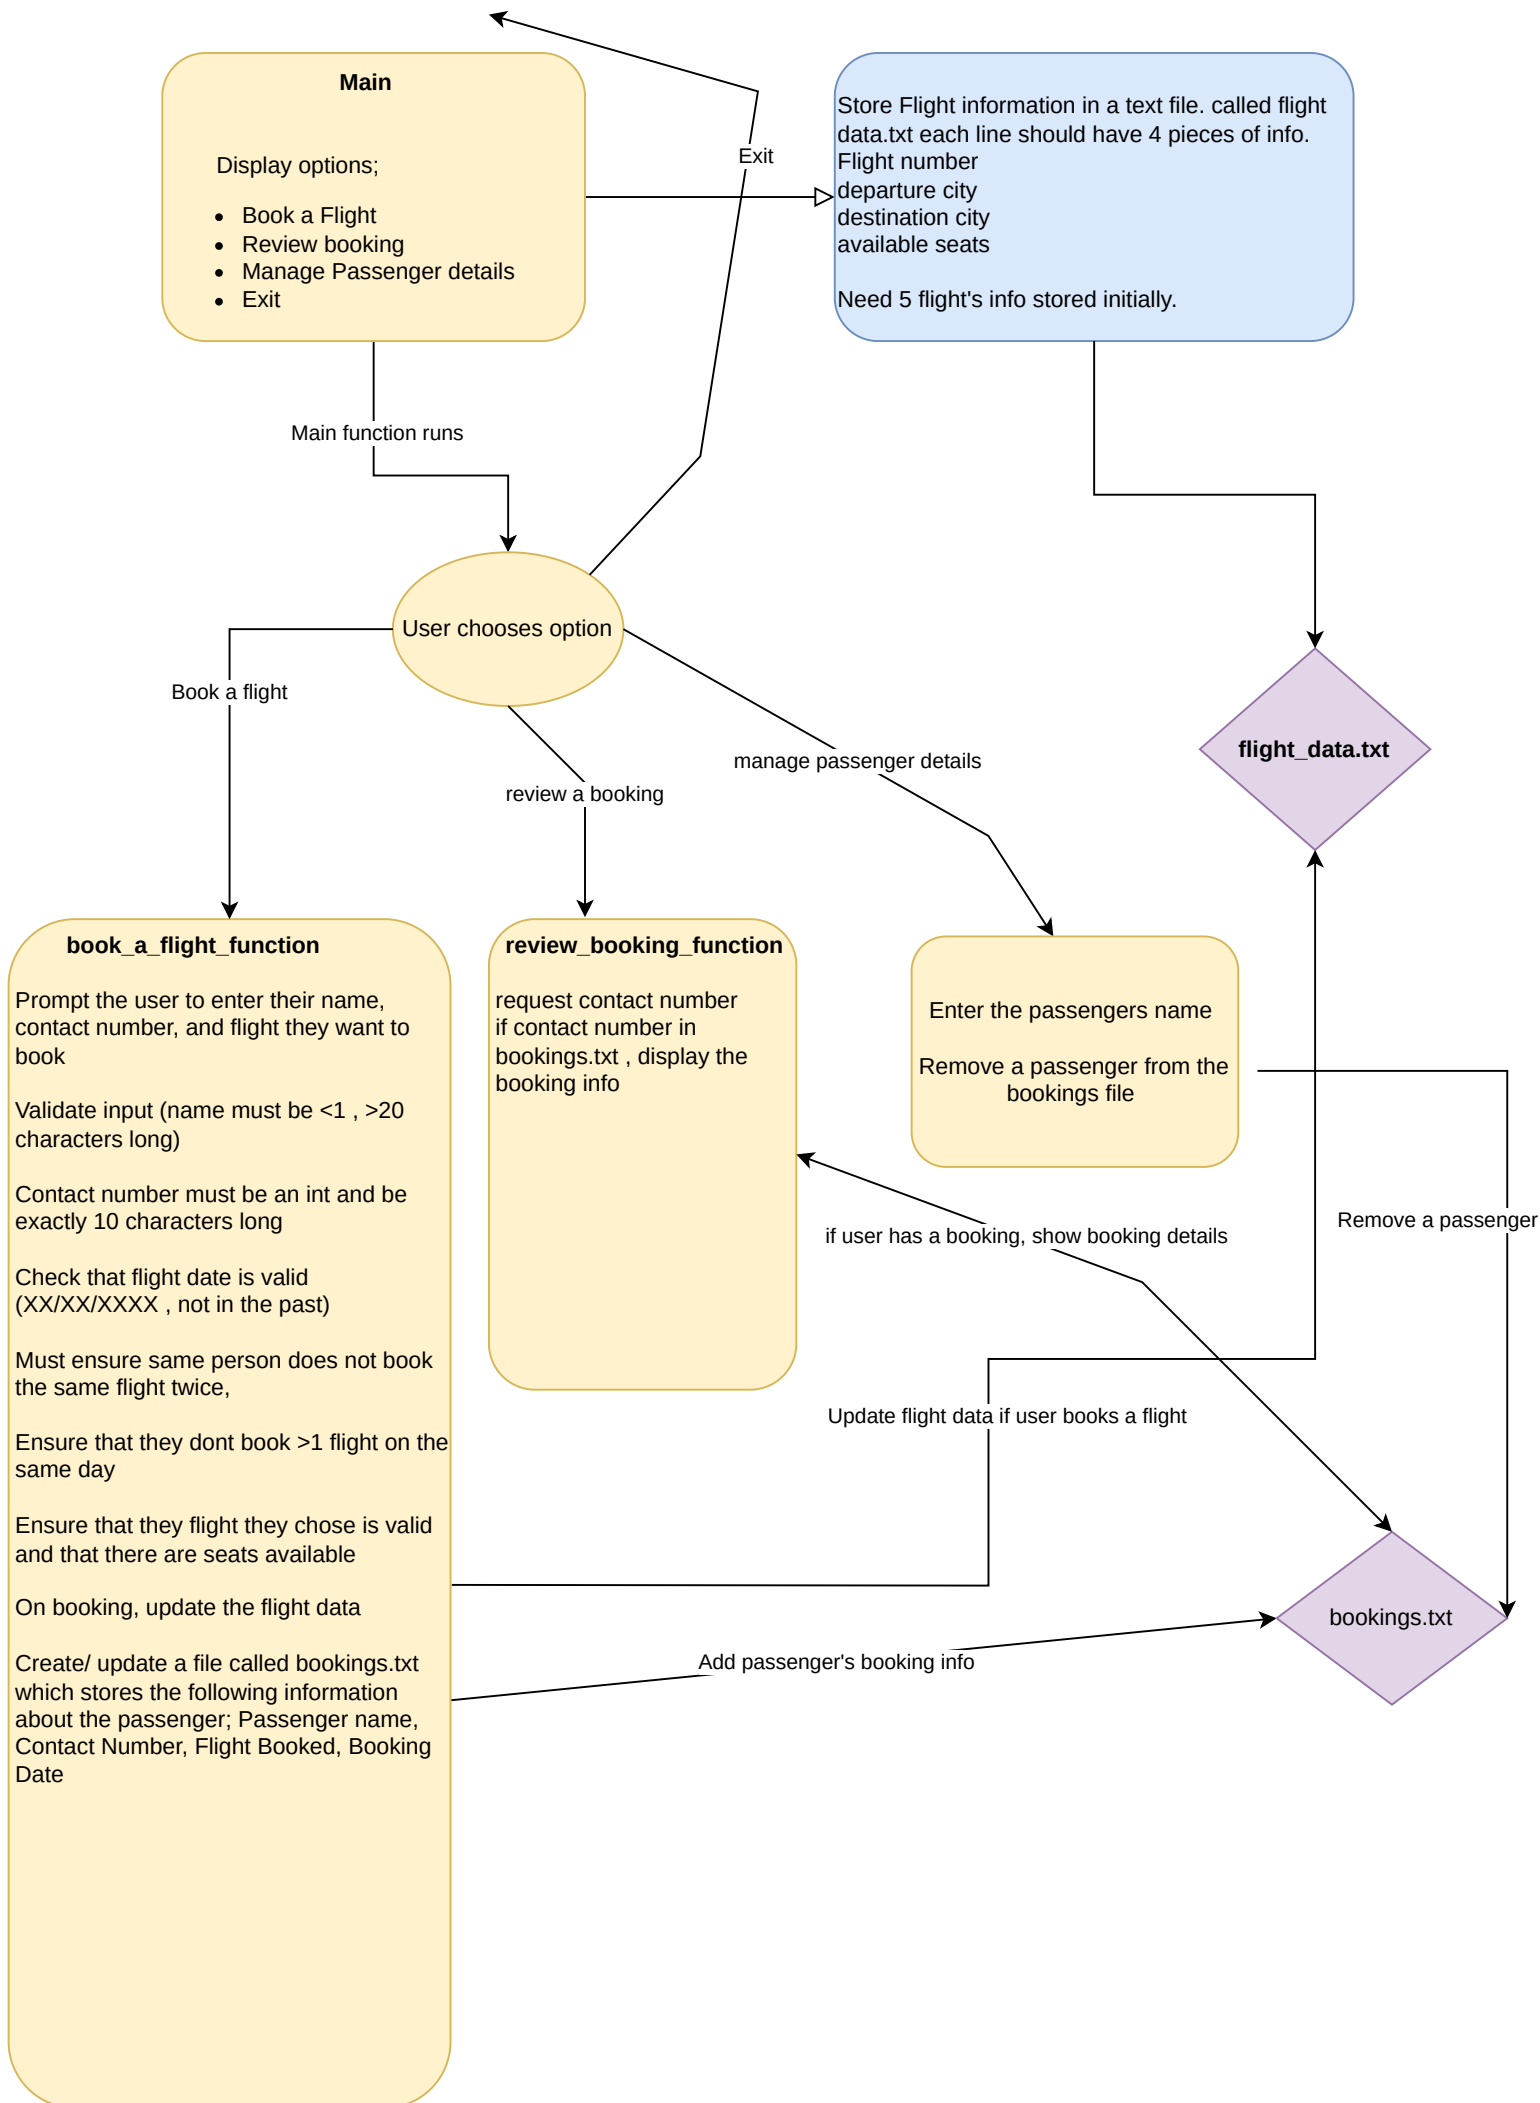 Main
Display options;
Book a Flight
Review booking
Manage Passenger details
Exit
Store Flight information in a text file. called flight
data.txt each line should have 4 pieces of info.
Flight number
departure city
destination city
available seats
Need 5 flight's info stored initially.
Exit
Main function runs
User chooses option
Book a flight
review a booking
manage passenger details
flight_data.txt
book_a_flight_function
Prompt the user to enter their name,
contact number, and flight they want to
book
Validate input (name must be <1 , >20
characters long)
Contact number must be an int and be
exactly 10 characters long
Check that flight date is valid
(XX/XX/XXXX , not in the past)
Must ensure same person does not book
the same flight twice,
Ensure that they dont book >1 flight on the
same day
Ensure that they flight they chose is valid
and that there are seats available
On booking, update the flight data
Create/ update a file called bookings.txt
which stores the following information
about the passenger; Passenger name,
Contact Number, Flight Booked, Booking
Date
review_booking_function
request contact number
if contact number in
bookings.txt , display the
booking info
Enter the passengers name
Remove a passenger from the
bookings file
Remove a passenger
if user has a booking, show booking details
Update flight data if user books a flight
Add passenger's booking info
bookings.txt